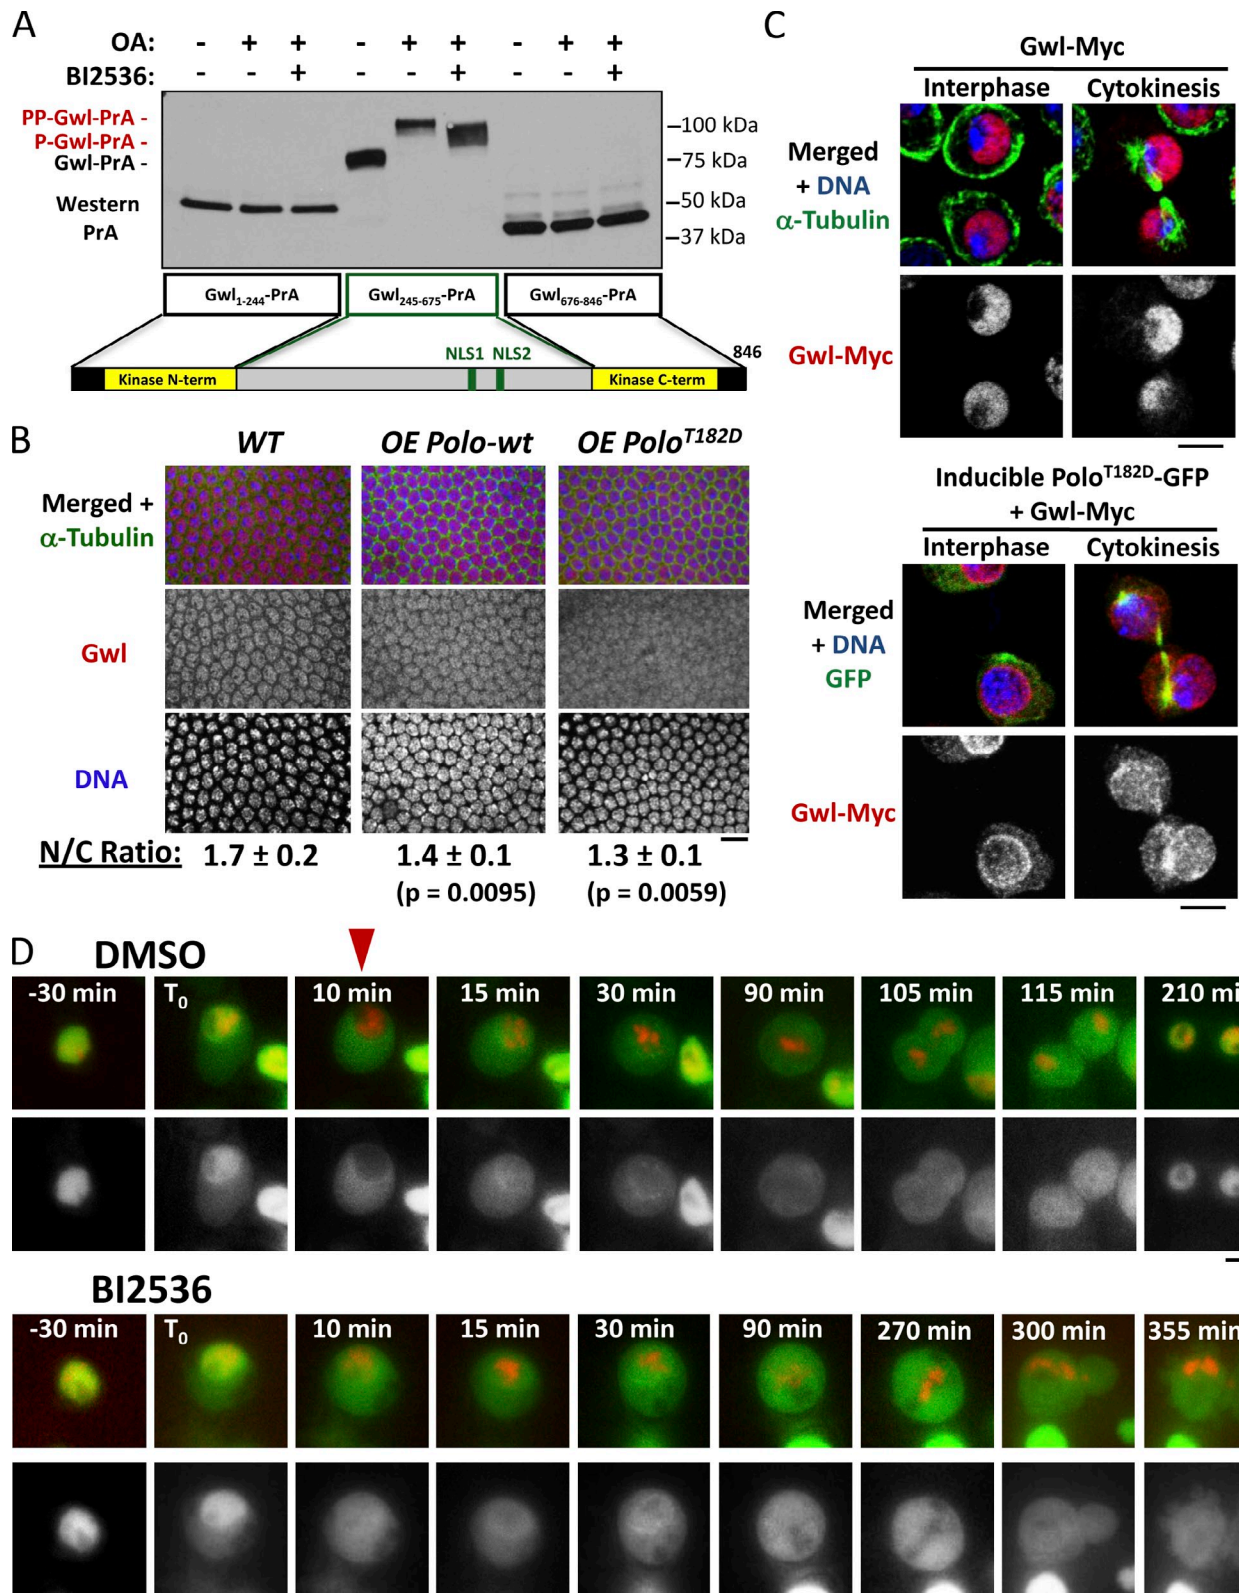 A
OA: - + + - + + - + +
BI2536: - - + - - + - - +
PP-Gwl-PrA -
P-Gwl-PrA -
Gwl-PrA -
Western
PrA
100 kDa
75 kDa
50 kDa
37 kDa
Gwl1-244-PrA Gwl245-675-PrA Gwl676-846-PrA
NLS1 NLS2 846
Kinase N-term Kinase C-term
B
WT OE Polo-wt OE PoloT182D
Merged +
α-Tubulin
Gwl
DNA
N/C Ratio: 1.7 ± 0.2 1.4 ± 0.1 1.3 ± 0.1
(p = 0.0095) (p = 0.0059)
C
Gwl-Myc
Interphase Cytokinesis
Merged
+ DNA
α-Tubulin
Gwl-Myc
Inducible PoloT182D-GFP
+ Gwl-Myc
Interphase Cytokinesis
Merged
+ DNA
GFP
Gwl-Myc
D
DMSO
-30 min T0 10 min 15 min 30 min 90 min 105 min 115 min 210 mi
BI2536
-30 min T0 10 min 15 min 30 min 90 min 270 min 300 min 355 min